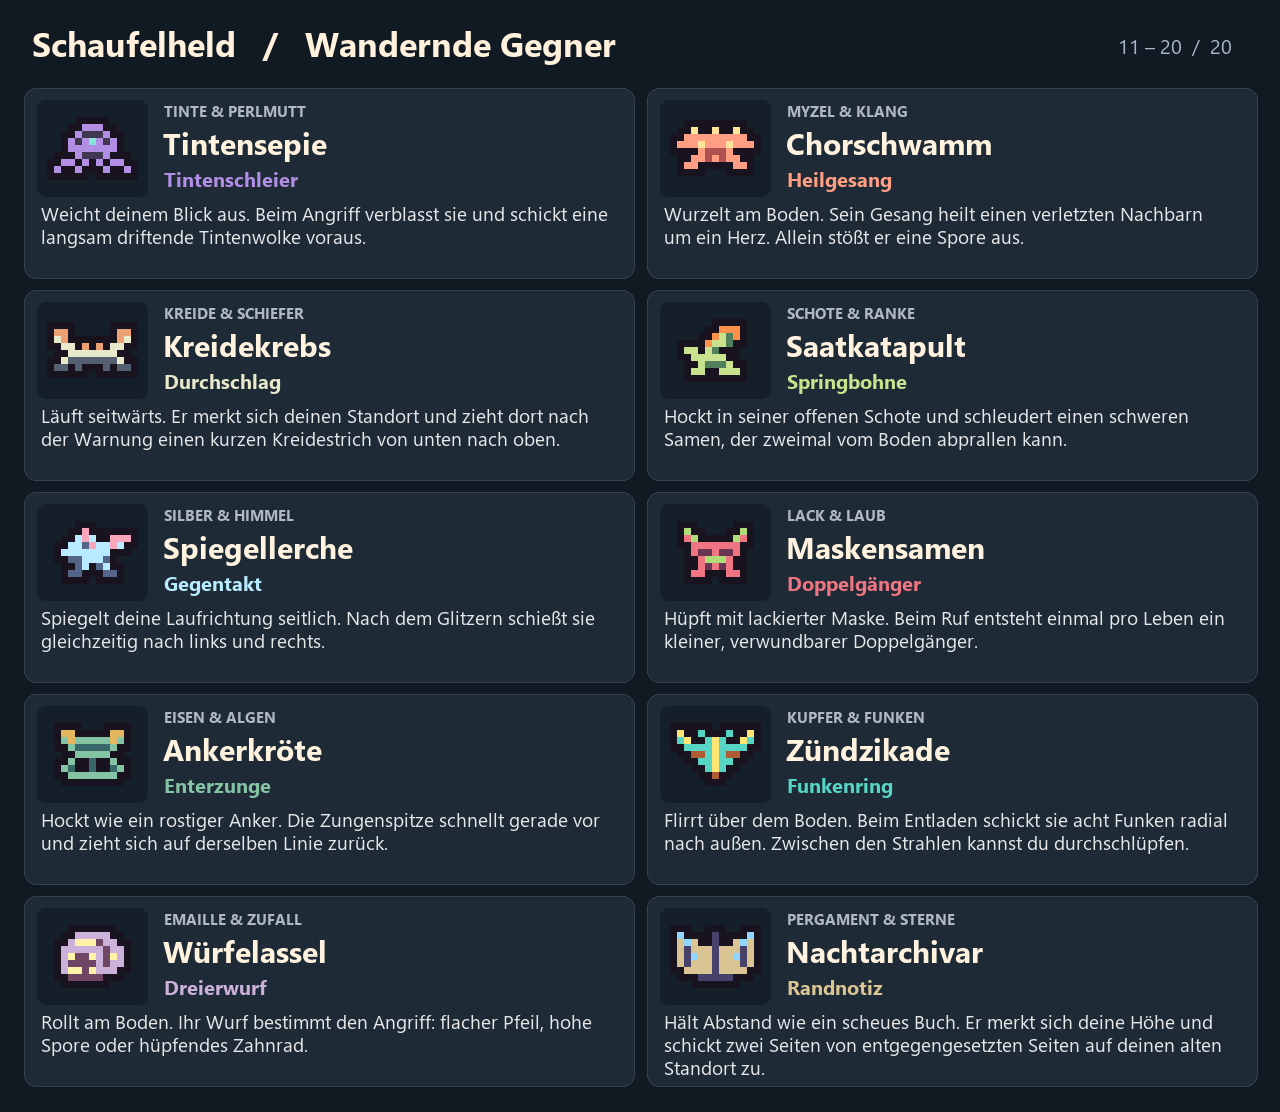 Schaufelheld / Wandernde Gegner
11 – 20 / 20
TINTE & PERLMUTT
Tintensepie
Tintenschleier
Weicht deinem Blick aus. Beim Angriff verblasst sie und schickt eine
langsam driftende Tintenwolke voraus.
MYZEL & KLANG
Chorschwamm
Heilgesang
Wurzelt am Boden. Sein Gesang heilt einen verletzten Nachbarn
um ein Herz. Allein stößt er eine Spore aus.
KREIDE & SCHIEFER
Kreidekrebs
Durchschlag
Läuft seitwärts. Er merkt sich deinen Standort und zieht dort nach
der Warnung einen kurzen Kreidestrich von unten nach oben.
SCHOTE & RANKE
Saatkatapult
Springbohne
Hockt in seiner offenen Schote und schleudert einen schweren
Samen, der zweimal vom Boden abprallen kann.
SILBER & HIMMEL
Spiegellerche
Gegentakt
Spiegelt deine Laufrichtung seitlich. Nach dem Glitzern schießt sie
gleichzeitig nach links und rechts.
LACK & LAUB
Maskensamen
Doppelgänger
Hüpft mit lackierter Maske. Beim Ruf entsteht einmal pro Leben ein
kleiner, verwundbarer Doppelgänger.
EISEN & ALGEN
Ankerkröte
Enterzunge
Hockt wie ein rostiger Anker. Die Zungenspitze schnellt gerade vor
und zieht sich auf derselben Linie zurück.
KUPFER & FUNKEN
Zündzikade
Funkenring
Flirrt über dem Boden. Beim Entladen schickt sie acht Funken radial
nach außen. Zwischen den Strahlen kannst du durchschlüpfen.
EMAILLE & ZUFALL
Würfelassel
Dreierwurf
Rollt am Boden. Ihr Wurf bestimmt den Angriff: flacher Pfeil, hohe
Spore oder hüpfendes Zahnrad.
PERGAMENT & STERNE
Nachtarchivar
Randnotiz
Hält Abstand wie ein scheues Buch. Er merkt sich deine Höhe und
schickt zwei Seiten von entgegengesetzten Seiten auf deinen alten
Standort zu.